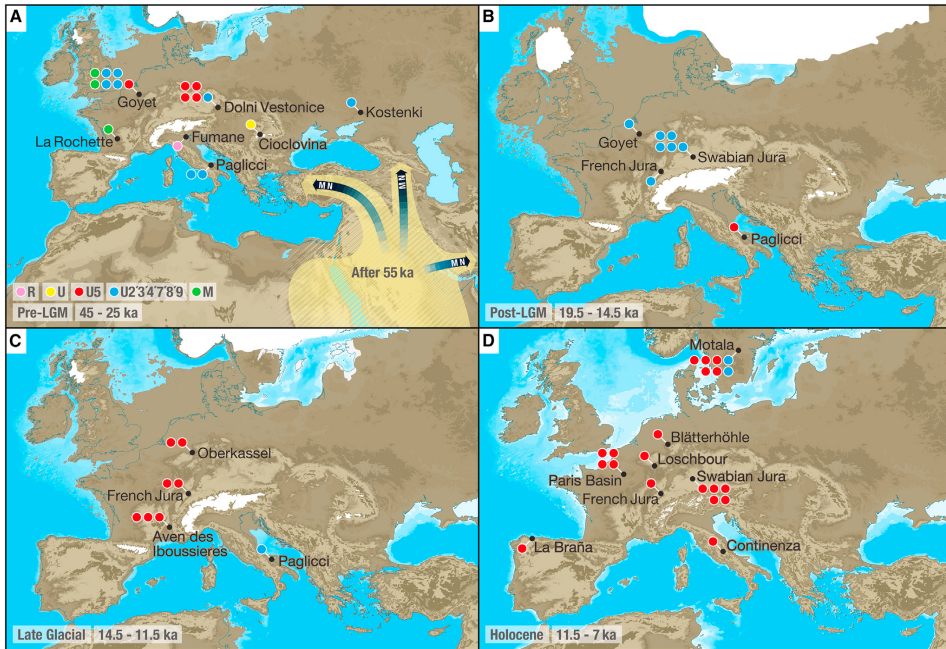 A
Goyet
Dolni Vestonice
Kostenki
La Rochette
Fumane
Cioclovina
Paglicci
M N
M N
M N
After 55 ka
R U U5 U2'3'4'7'8'9 M
Pre-LGM 45 - 25 ka
B
Goyet
French Jura
Swabian Jura
Paglicci
Post-LGM 19.5 - 14.5 ka
C
Oberkassel
French Jura
Aven des
Iboussieres
Paglicci
Late Glacial 14.5 - 11.5 ka
D
Motala
Blätterhöhle
Loschbour
Paris Basin
Swabian Jura
French Jura
La Braña
Continenza
Holocene 11.5 - 7 ka